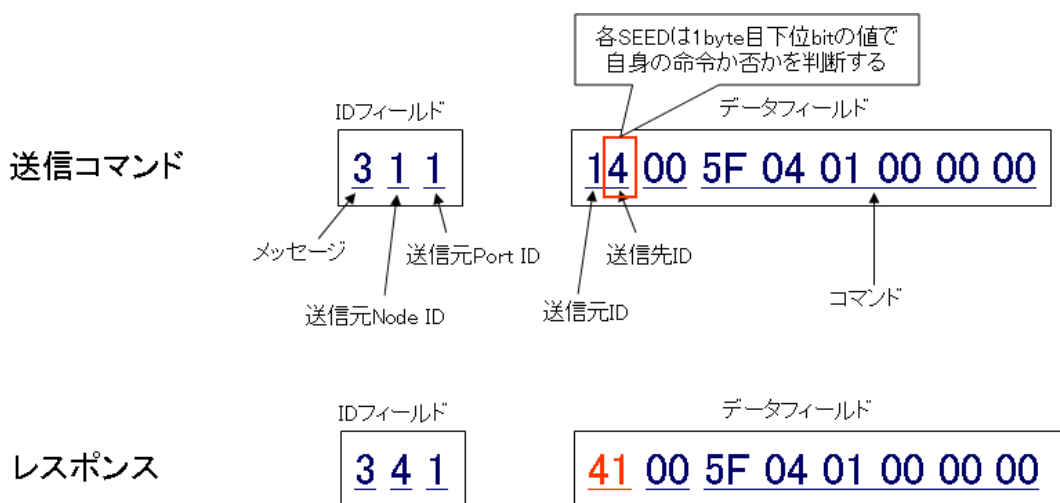 各SEEDは1byte目下位bitの値で
自身の命令か否かを判断する
IDフィールド
データフィールド
送信コマンド
3 1 1
14 00 5F 04 01 00 00 00
メッセージ
送信元Port ID
送信先ID
コマンド
送信元Node ID
送信元ID
IDフィールド
データフィールド
レスポンス
3 4 1
41 00 5F 04 01 00 00 00